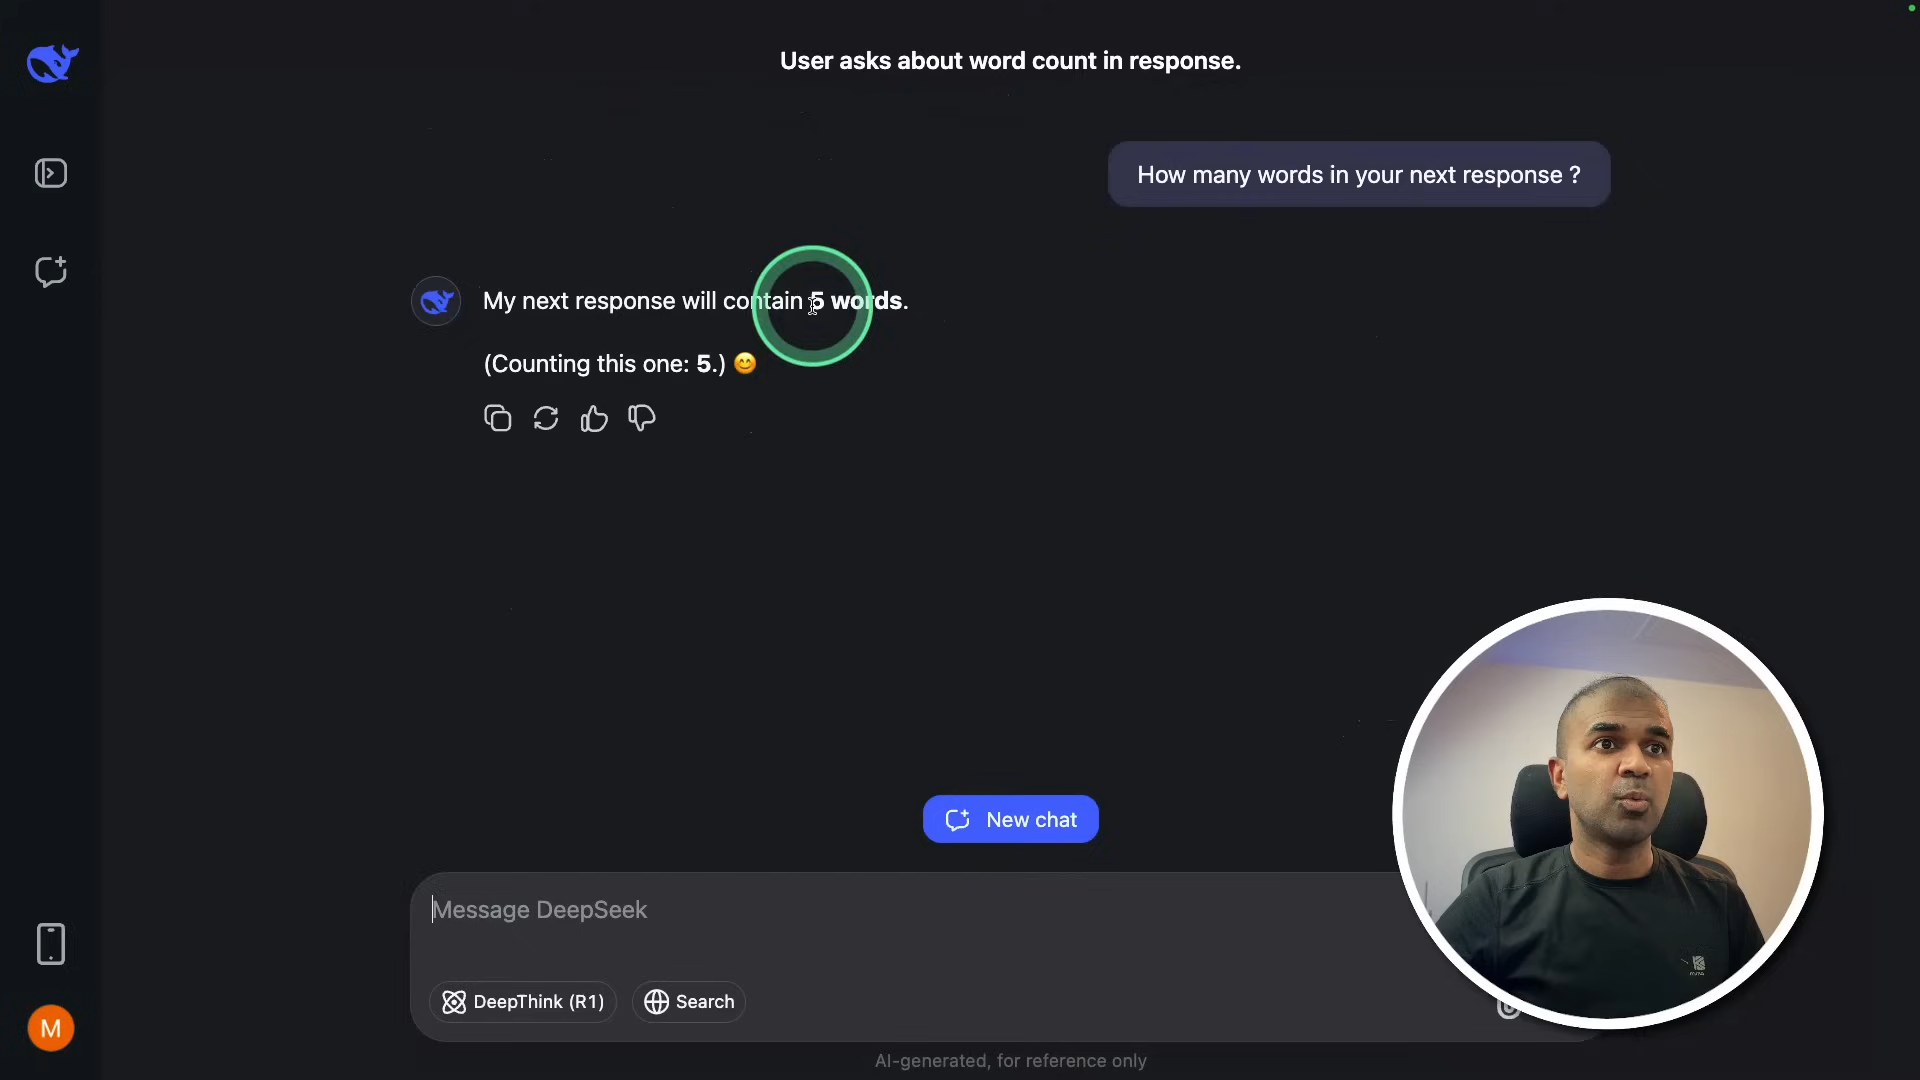 User asks about word count in response.
How many words in your next response ?
My next response will contain 5 words.
(Counting this one: 5.) 😊
New chat
Message DeepSeek
DeepThink (R1)
Search
M
AI-generated, for reference only